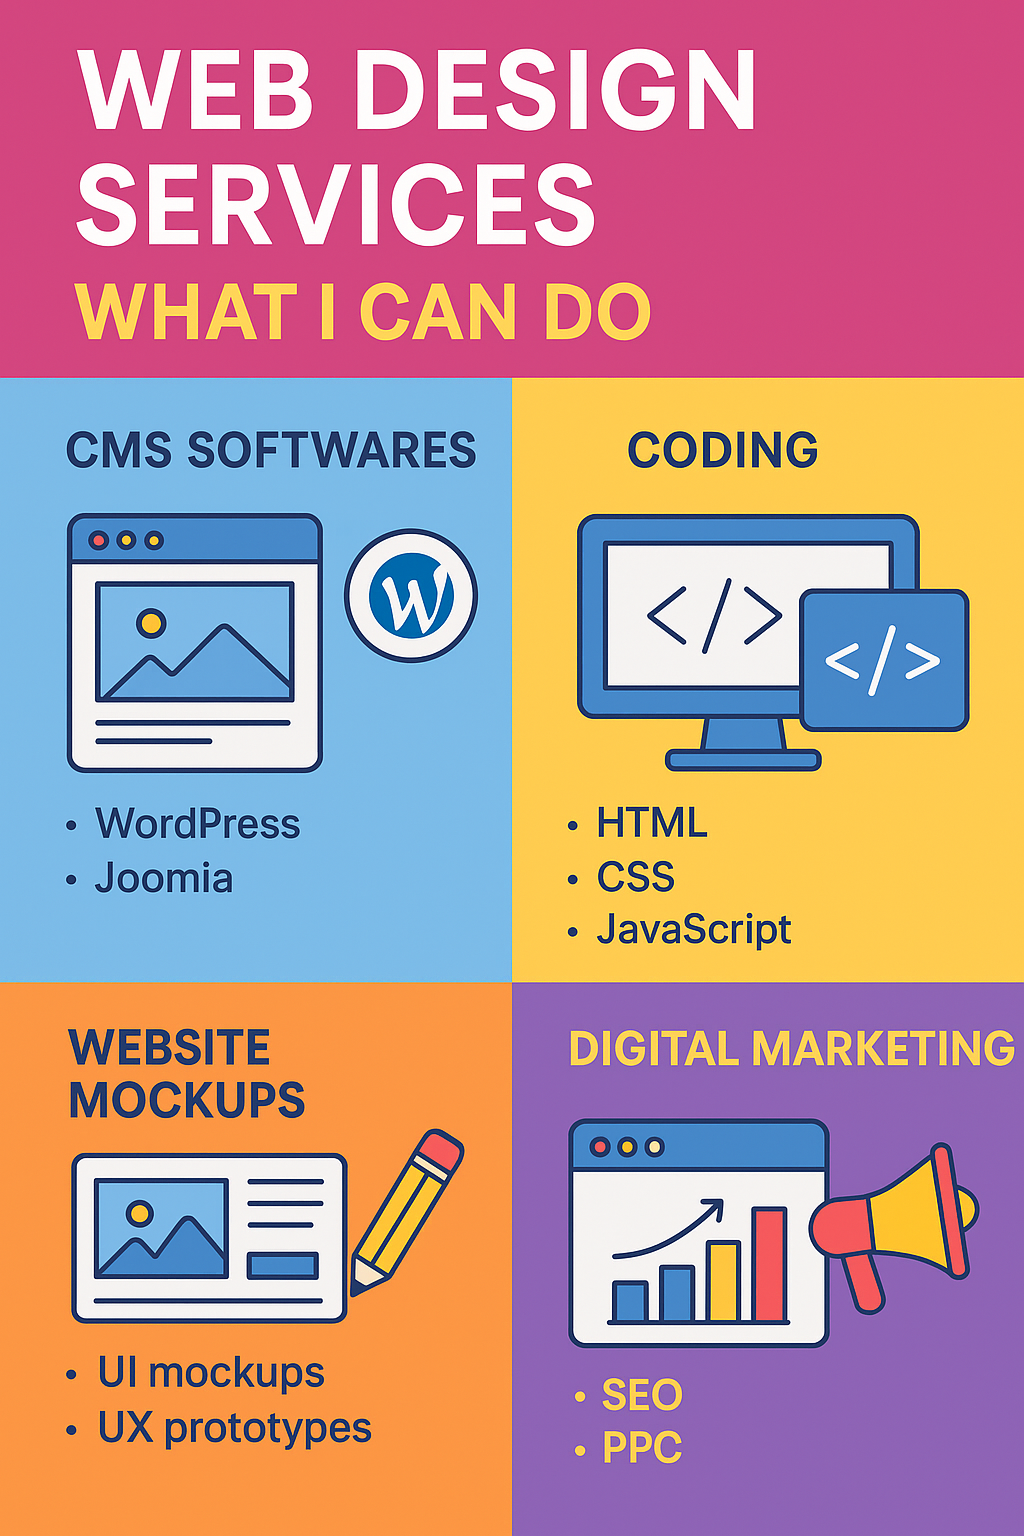 WEB DESIGN
SERVICES
WHAT I CAN DO
CMS SOFTWARES
W
• WordPress
• Joomia
CODING
</>
</>
• HTML
• CSS
• JavaScript
WEBSITE
MOCKUPS
• UI mockups
• UX prototypes
DIGITAL MARKETING
• SEO
• PPC